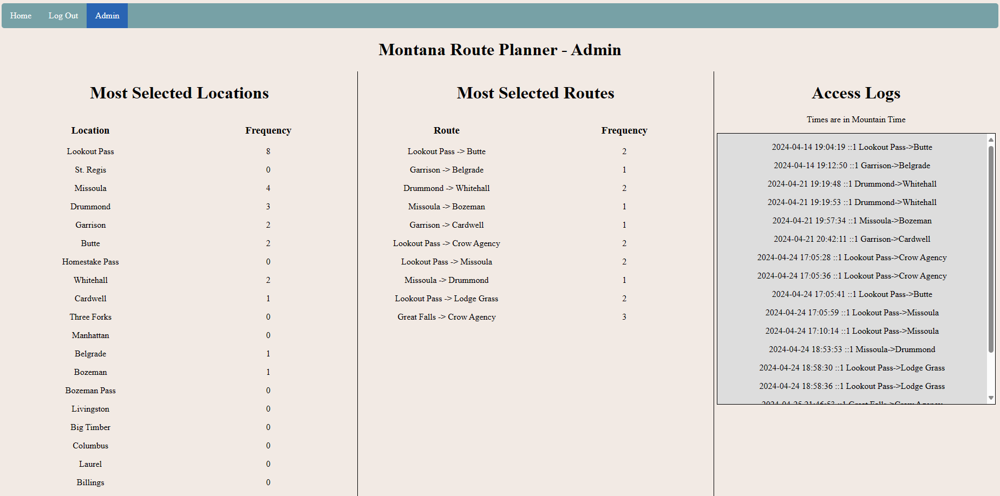 Home Log Out Admin
Montana Route Planner - Admin
Most Selected Locations
Location Frequency
Lookout Pass 8
St. Regis 0
Missoula 4
Drummond 3
Garrison 2
Butte 2
Homestake Pass 0
Whitehall 2
Cardwell 1
Three Forks 0
Manhattan 0
Belgrade 1
Bozeman 1
Bozeman Pass 0
Livingston 0
Big Timber 0
Columbus 0
Laurel 0
Billings 0
Most Selected Routes
Route Frequency
Lookout Pass -> Butte 2
Garrison -> Belgrade 1
Drummond -> Whitehall 2
Missoula -> Bozeman 1
Garrison -> Cardwell 1
Lookout Pass -> Crow Agency 2
Lookout Pass -> Missoula 2
Missoula -> Drummond 1
Lookout Pass -> Lodge Grass 2
Great Falls -> Crow Agency 3
Access Logs
Times are in Mountain Time
2024-04-14 19:04:19 ::1 Lookout Pass->Butte
2024-04-14 19:12:50 ::1 Garrison->Belgrade
2024-04-21 19:19:48 ::1 Drummond->Whitehall
2024-04-21 19:19:53 ::1 Drummond->Whitehall
2024-04-21 19:57:34 ::1 Missoula->Bozeman
2024-04-21 20:42:11 ::1 Garrison->Cardwell
2024-04-24 17:05:28 ::1 Lookout Pass->Crow Agency
2024-04-24 17:05:36 ::1 Lookout Pass->Crow Agency
2024-04-24 17:05:41 ::1 Lookout Pass->Butte
2024-04-24 17:05:59 ::1 Lookout Pass->Missoula
2024-04-24 17:10:14 ::1 Lookout Pass->Missoula
2024-04-24 18:53:53 ::1 Missoula->Drummond
2024-04-24 18:58:30 ::1 Lookout Pass->Lodge Grass
2024-04-24 18:58:36 ::1 Lookout Pass->Lodge Grass
2024-04-25 21:46:53 ::1 Great Falls->Crow Agency